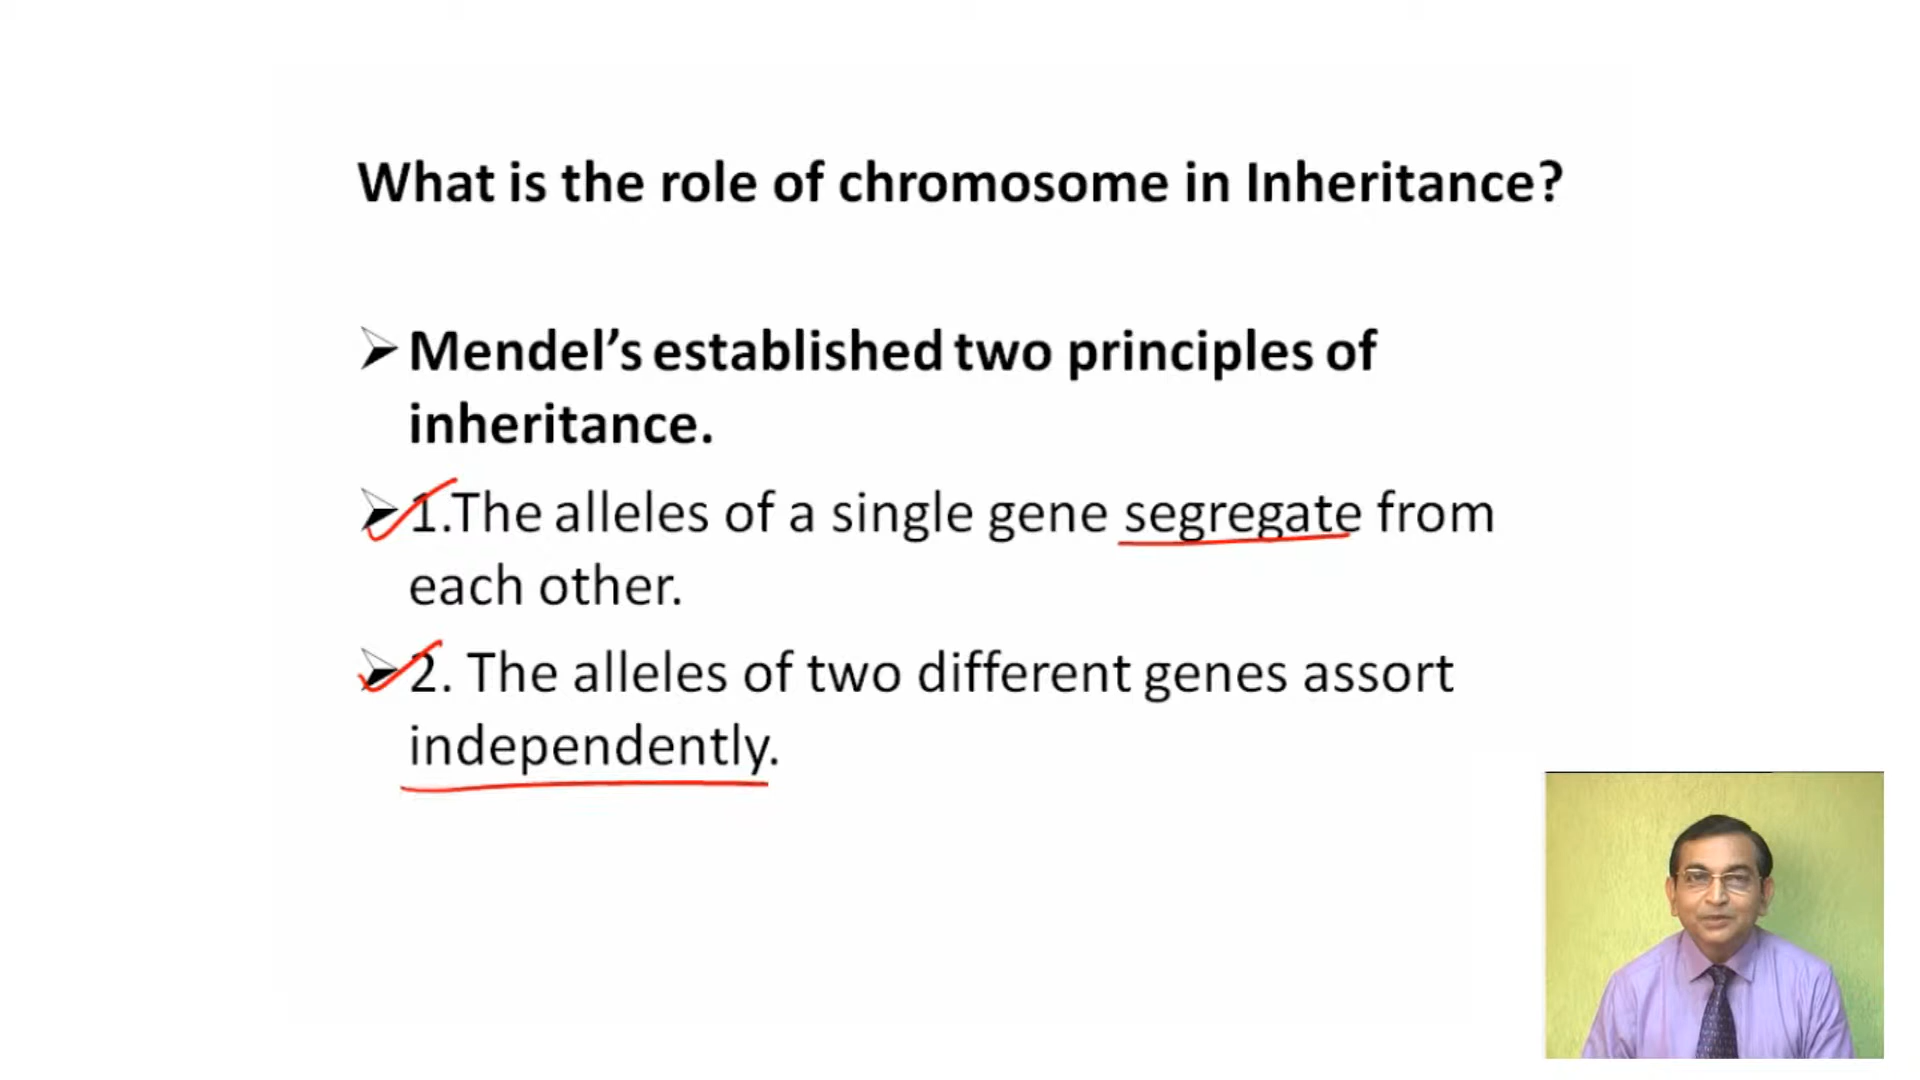 What is the role of chromosome in Inheritance?
Mendel's established two principles of
inheritance.
1.The alleles of a single gene segregate from
each other.
2. The alleles of two different genes assort
independently.